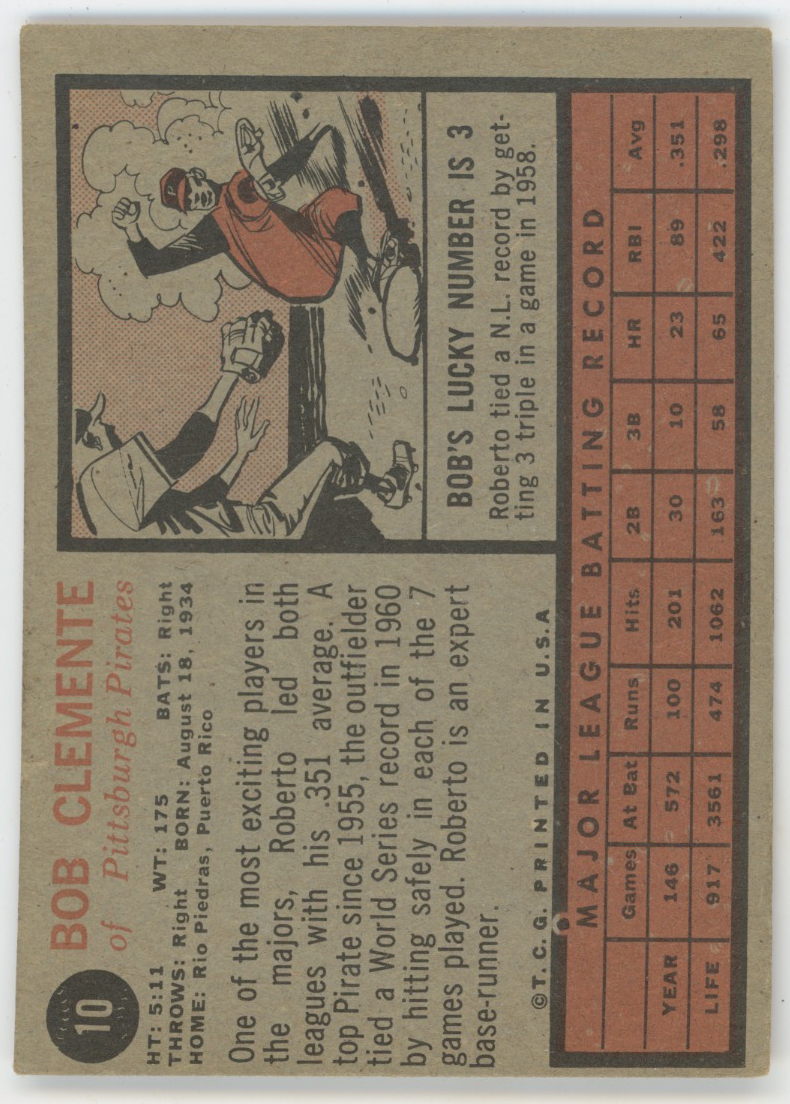 10
BOB CLEMENTE
of Pittsburgh Pirates
HT: 5:11 WT: 175 BATS: Right
THROWS: Right BORN: August 18, 1934
HOME: Rio Piedras, Puerto Rico
One of the most exciting players in
the majors, Roberto led both
leagues with his .351 average. A
top Pirate since 1955, the outfielder
tied a World Series record in 1960
by hitting safely in each of the 7
games played. Roberto is an expert
base-runner.
©T. C. G. PRINTED IN U.S.A
P
BOB'S LUCKY NUMBER IS 3
Roberto tied a N.L. record by get-
ting 3 triple in a game in 1958.
MAJOR LEAGUE BATTING RECORD
Games At Bat Runs Hits 2B 3B HR RBI Avg
YEAR 146 572 100 201 30 10 23 89 .351
LIFE 917 3561 474 1062 163 58 65 422 .298